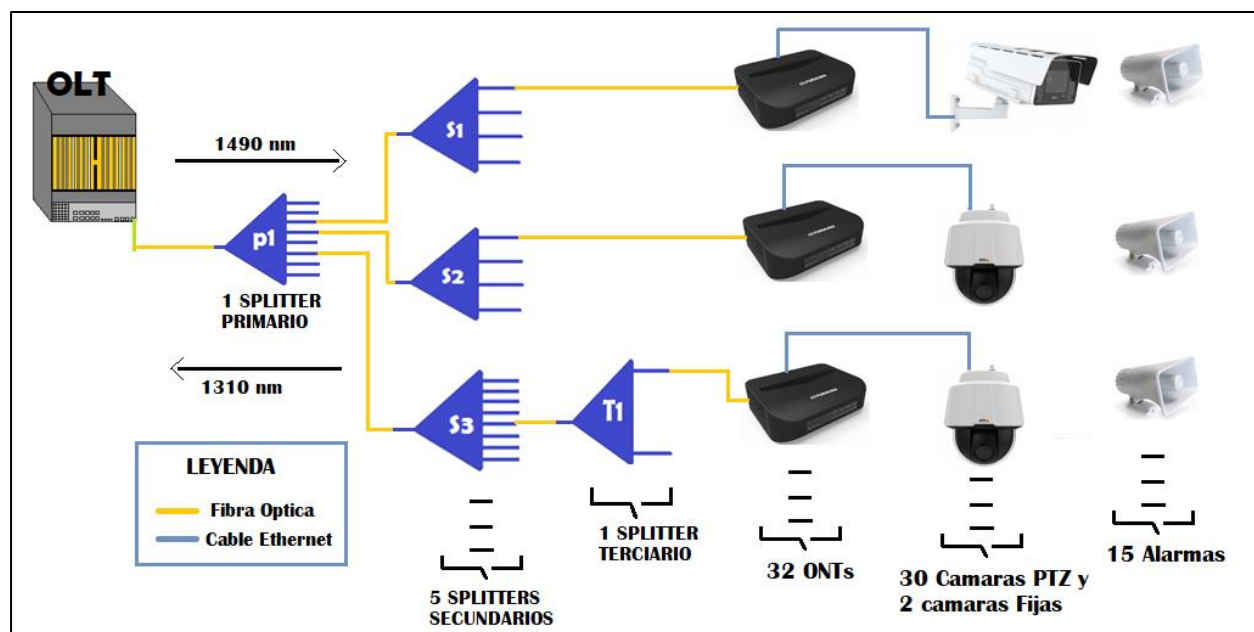 OLT
1490 nm
S1
p1
S2
1 SPLITTER
PRIMARIO
1310 nm
S3
T1
LEYENDA
Fibra Optica
Cable Ethernet
1 SPLITTER
TERCIARIO
5 SPLITTERS
SECUNDARIOS
32 ONTs
30 Camaras PTZ y
2 camaras Fijas
15 Alarmas